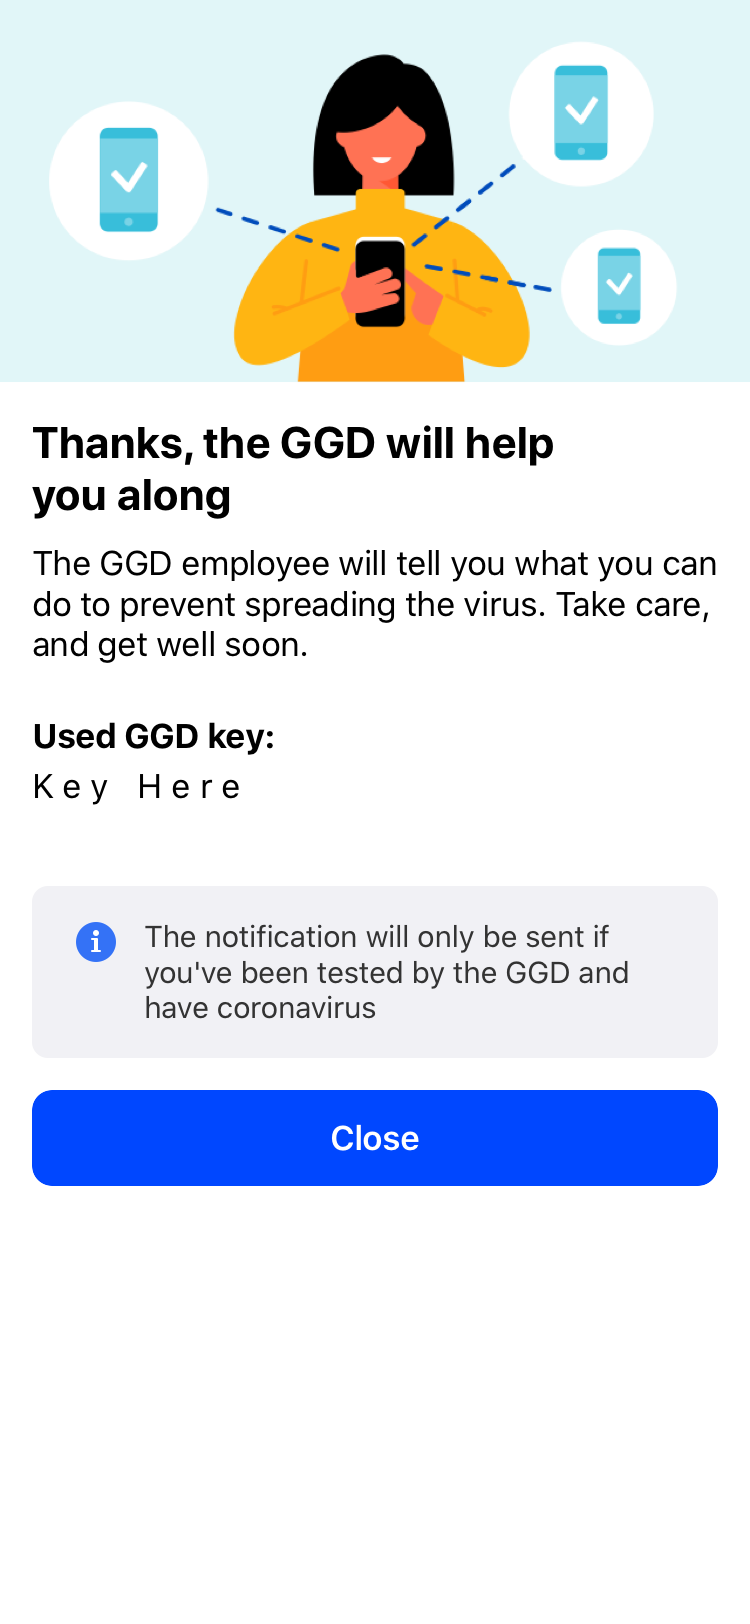 Thanks, the GGD will help
you along
The GGD employee will tell you what you can
do to prevent spreading the virus. Take care,
and get well soon.
Used GGD key:
Key Here
The notification will only be sent if
you've been tested by the GGD and
have coronavirus
Close